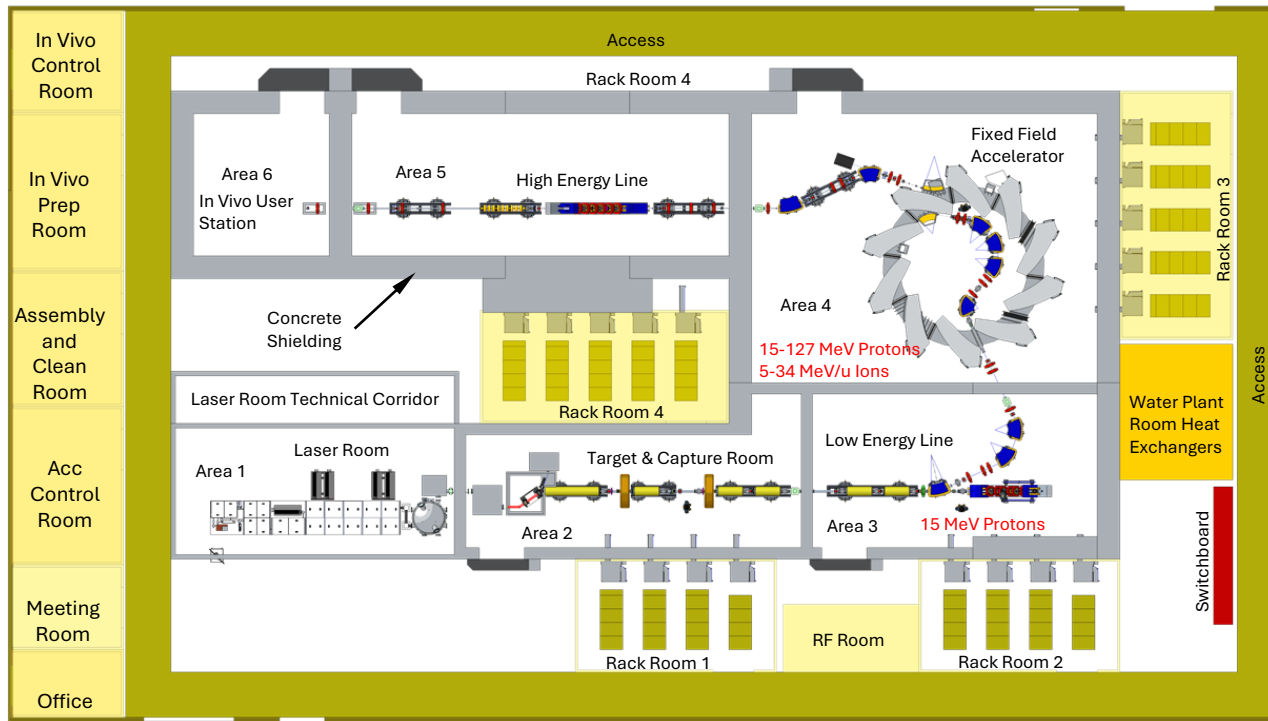 In Vivo
Control
Room
In Vivo
Prep
Room
Assembly
and
Clean
Room
Acc
Control
Room
Meeting
Room
Office
Access
Rack Room 4
Area 6
In Vivo User
Station
Area 5
High Energy Line
Fixed Field
Accelerator
Area 4
Rack Room 3
Concrete
Shielding
15-127 MeV Protons
5-34 MeV/u Ions
Rack Room 4
Laser Room Technical Corridor
Water Plant
Room Heat
Exchangers
Access
Laser Room
Area 1
Target & Capture Room
Area 2
Low Energy Line
Area 3
15 MeV Protons
Switchboard
Rack Room 1
RF Room
Rack Room 2